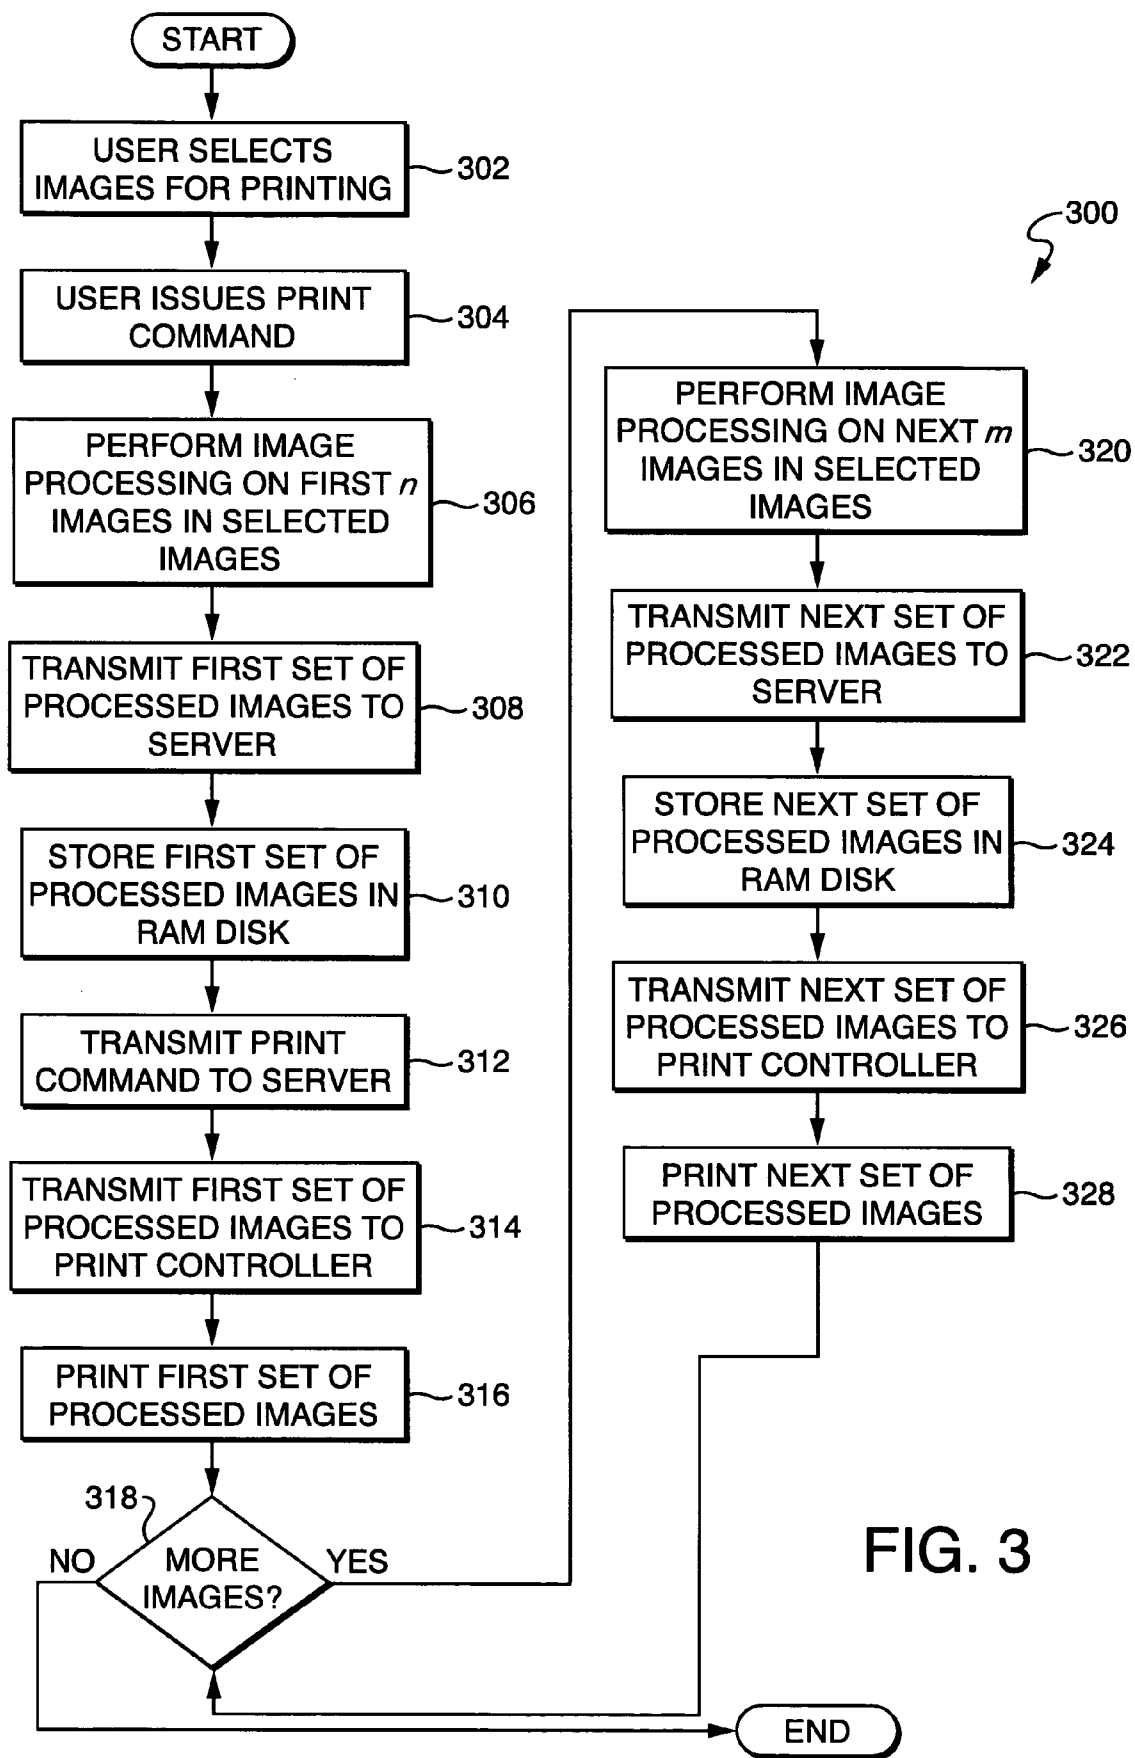 START
USER SELECTS
IMAGES FOR PRINTING
302
USER ISSUES PRINT
COMMAND
304
PERFORM IMAGE
PROCESSING ON FIRST n
IMAGES IN SELECTED
IMAGES
306
TRANSMIT FIRST SET OF
PROCESSED IMAGES TO
SERVER
308
STORE FIRST SET OF
PROCESSED IMAGES IN
RAM DISK
310
TRANSMIT PRINT
COMMAND TO SERVER
312
TRANSMIT FIRST SET OF
PROCESSED IMAGES TO
PRINT CONTROLLER
314
PRINT FIRST SET OF
PROCESSED IMAGES
316
318
NO
MORE
IMAGES?
YES
300
PERFORM IMAGE
PROCESSING ON NEXT m
IMAGES IN SELECTED
IMAGES
320
TRANSMIT NEXT SET OF
PROCESSED IMAGES TO
SERVER
322
STORE NEXT SET OF
PROCESSED IMAGES IN
RAM DISK
324
TRANSMIT NEXT SET OF
PROCESSED IMAGES TO
PRINT CONTROLLER
326
PRINT NEXT SET OF
PROCESSED IMAGES
328
FIG. 3
END